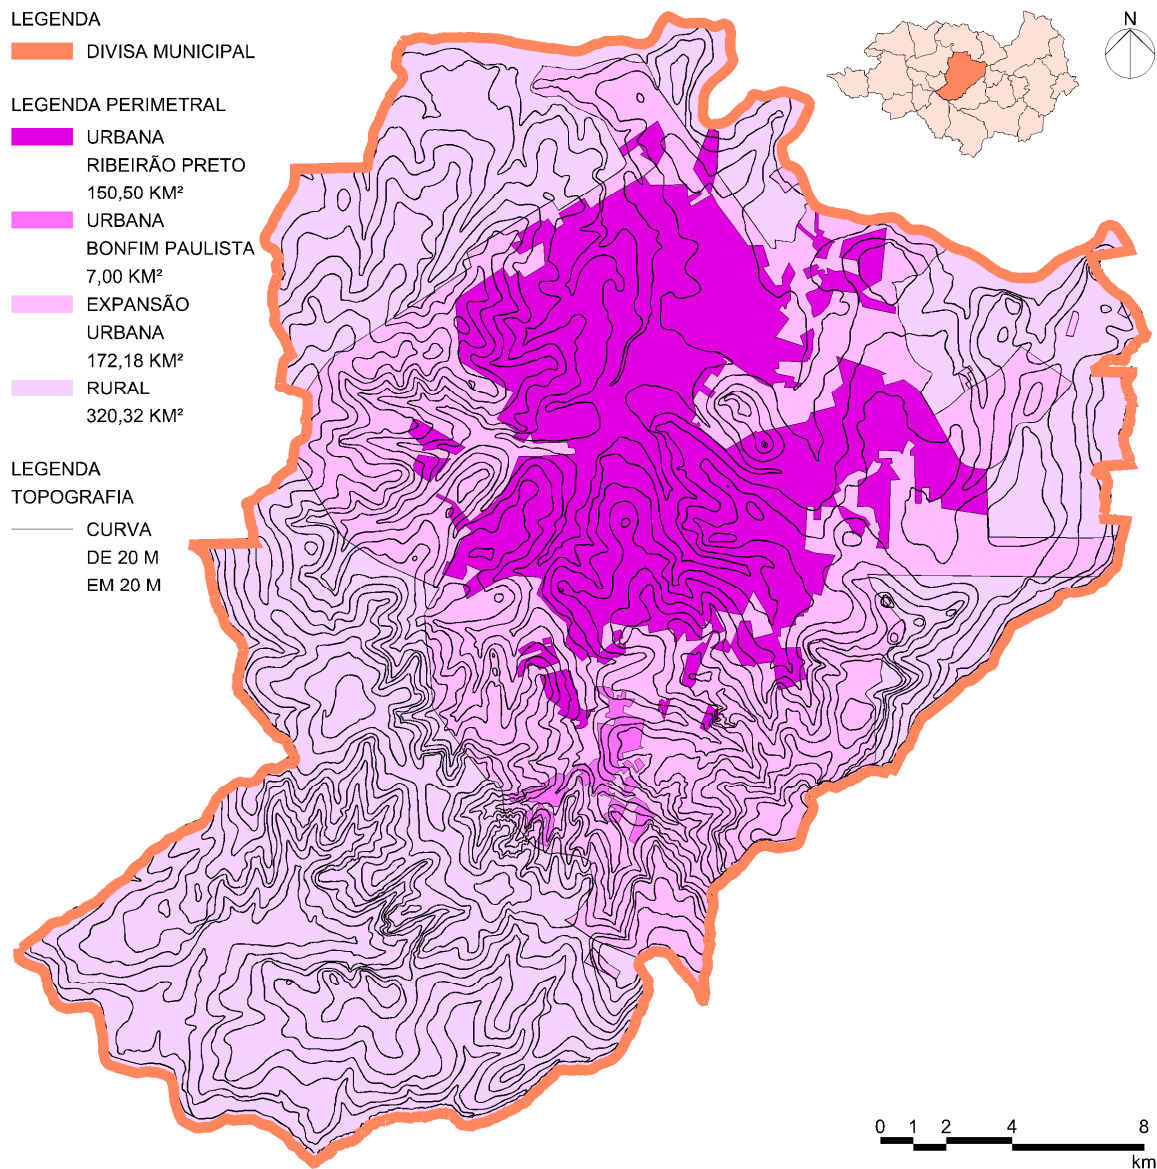 LEGENDA
DIVISA MUNICIPAL
LEGENDA PERIMETRAL
URBANA
RIBEIRÃO PRETO
150,50 KM²
URBANA
BONFIM PAULISTA
7,00 KM²
EXPANSÃO
URBANA
172,18 KM²
RURAL
320,32 KM²
LEGENDA
TOPOGRAFIA
CURVA
DE 20 M
EM 20 M
N
0 1 2 4 8
km